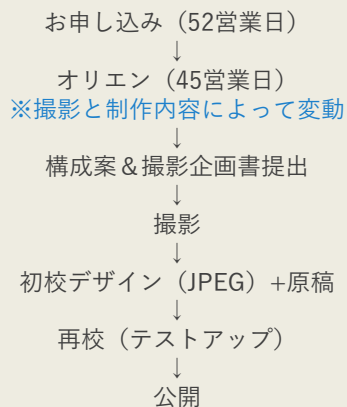 お申し込み（52営業日）
↓
オリエン（45営業日）
※撮影と制作内容によって変動
↓
構成案＆撮影企画書提出
↓
撮影
↓
初校デザイン（JPEG）+原稿
↓
再校（テストアップ）
↓
公開